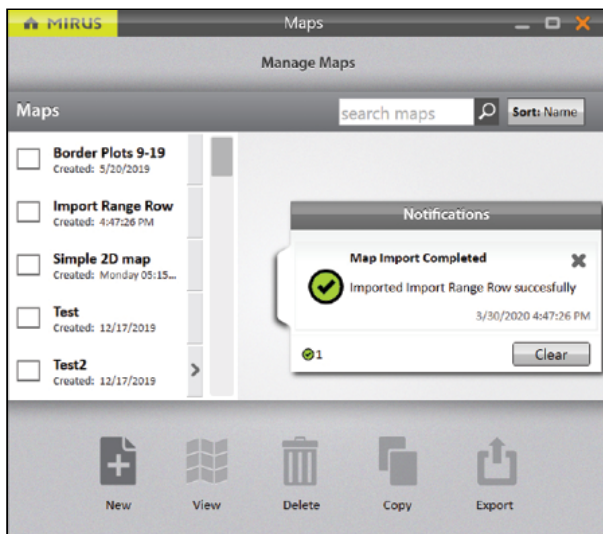 MIRUS
Maps
Manage Maps
Maps
search maps
Sort: Name
Border Plots 9-19
Created: 5/20/2019
Import Range Row
Created: 4:47:26 PM
Simple 2D map
Created: Monday 05:15...
Test
Created: 12/17/2019
Test2
Created: 12/17/2019
Notifications
Map Import Completed
Imported Import Range Row succesfully
3/30/2020 4:47:26 PM
1
Clear
New
View
Delete
Copy
Export